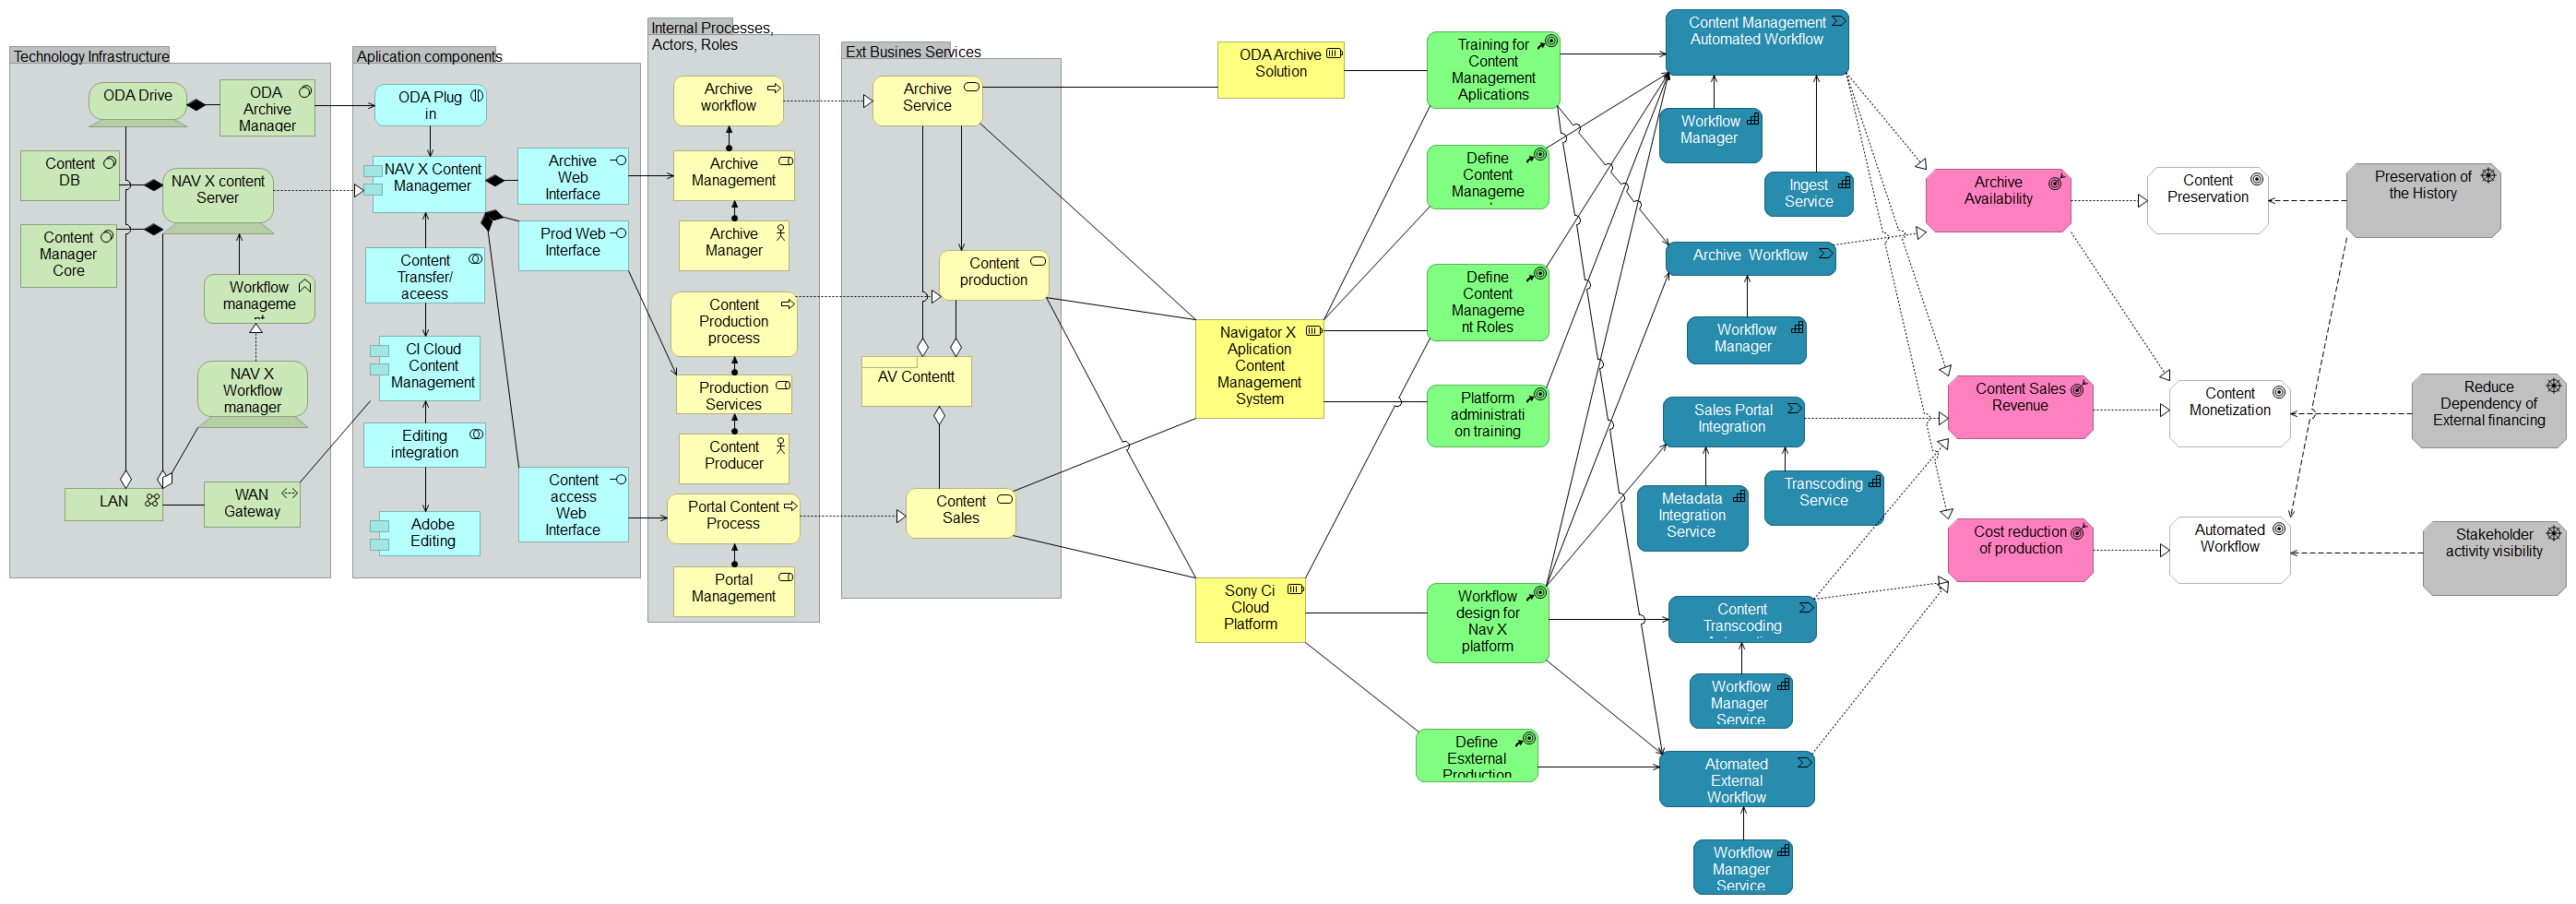 Technology Infrastructure
ODA Drive
ODA
Archive
Manager
Content
DB
NAV X content
Server
Content
Manager
Core
Workflow
manageme
NAV X
Workflow
manager
LAN
WAN
Gateway
Aplication components
ODA Plug
in
NAV X Content
Managemer
Archive
Web
Interface
Prod Web
Interface
Content
Transfer/
aceess
CI Cloud
Content
Management
Editing
integration
Content
access
Web
Interface
Adobe
Editing
Internal Processes,
Actors, Roles
Archive
workflow
Archive
Management
Archive
Manager
Content
Production
process
Production
Services
Content
Producer
Portal Content
Process
Portal
Management
Ext Busines Services
Archive
Service
Content
production
AV Contentt
Content
Sales
ODA Archive
Solution
Navigator X
Aplication
Content
Management
System
Sony Ci
Cloud
Platform
Training for
Content
Management
Aplications
Define
Content
Manageme
Define
Content
Manageme
nt Roles
Platform
administrati
on training
Workflow
design for
Nav X
platform
Define
Esxternal
Production
Content Management
Automated Workflow
Workflow
Manager
Ingest
Service
Archive  Workflow
Workflow
Manager
Sales Portal
Integration
Metadata
Integration
Service
Transcoding
Service
Content
Transcoding
Workflow
Manager
Service
Atomated
External
Workflow
Workflow
Manager
Service
Archive
Availability
Content Sales
Revenue
Cost reduction
of production
Content
Preservation
Content
Monetization
Automated
Workflow
Preservation of
the History
Reduce
Dependency of
External financing
Stakeholder
activity visibility